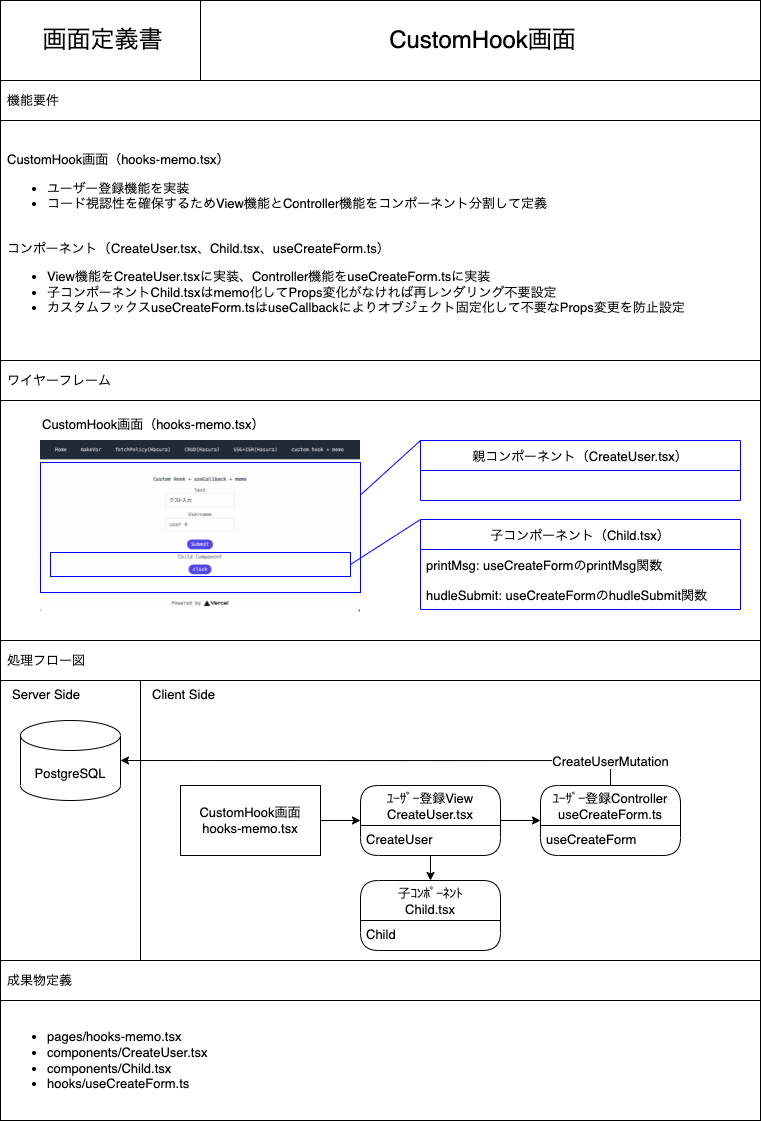 画面定義書
CustomHook画面
機能要件
CustomHook画面（hooks-memo.tsx）
• ユーザー登録機能を実装
• コード視認性を確保するためView機能とController機能をコンポーネント分割して定義
コンポーネント（CreateUser.tsx、Child.tsx、useCreateForm.ts）
• View機能をCreateUser.tsxに実装、Controller機能をuseCreateForm.tsに実装
• 子コンポーネントChild.tsxはmemo化してProps変化がなければ再レンダリング不要設定
• カスタムフックスuseCreateForm.tsはuseCallbackによりオブジェクト固定化して不要なProps変更を防止設定
ワイヤーフレーム
CustomHook画面（hooks-memo.tsx）
Home makeVar fetchPolicy(Hasura) CRUD(Hasura) SSG+ISR(Hasura) custom hook + memo
Custom Hook + useCallback + memo
Text
テスト入力
Username
user 4
Submit
Child Component
click
Powered by Vercel
親コンポーネント（CreateUser.tsx）
子コンポーネント（Child.tsx）
printMsg: useCreateFormのprintMsg関数
hudleSubmit: useCreateFormのhudleSubmit関数
処理フロー図
Server Side
Client Side
PostgreSQL
CreateUserMutation
CustomHook画面
hooks-memo.tsx
ﾕｰｻﾞｰ登録View
CreateUser.tsx
CreateUser
ﾕｰｻﾞｰ登録Controller
useCreateForm.ts
useCreateForm
子ｺﾝﾎﾟｰﾈﾝﾄ
Child.tsx
Child
成果物定義
• pages/hooks-memo.tsx
• components/CreateUser.tsx
• components/Child.tsx
• hooks/useCreateForm.ts